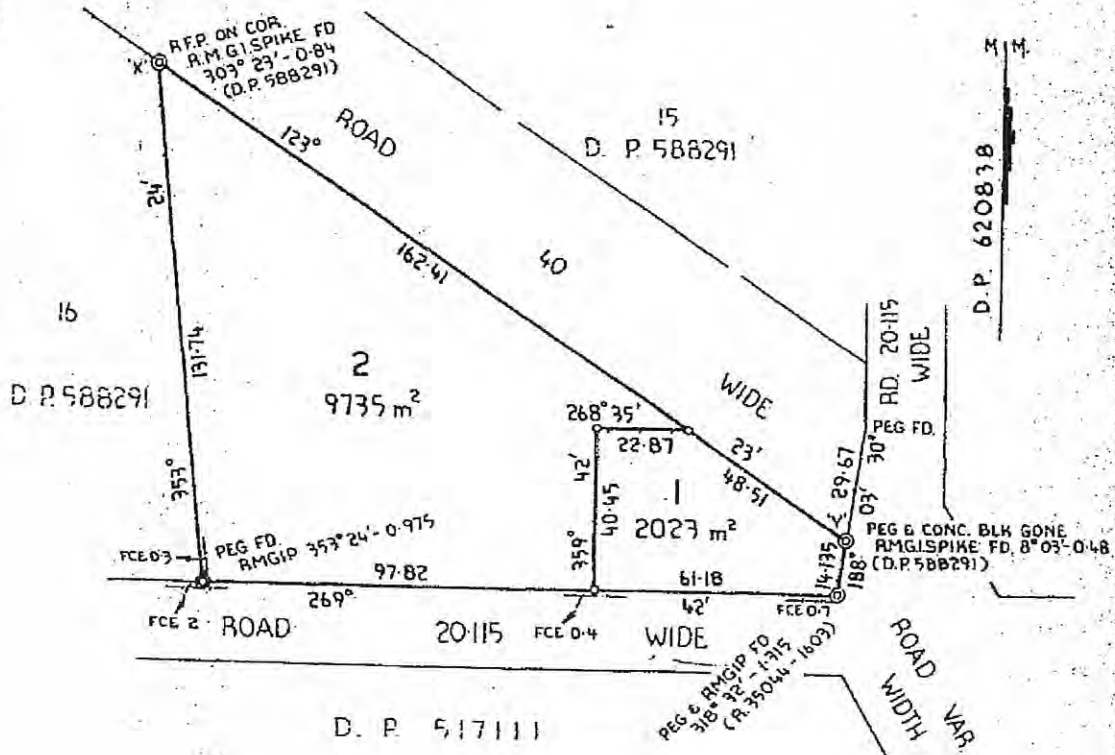 R.F.P. ON COR.
R.M.G.I.SPIKE FD
303° 23' - 0·84
(D.P. 588291)
'X'
M.M.
D.P. 620838
ROAD
15
D. P. 588291
123°
24'
162·41
40
WIDE
RD. 20·115
WIDE
16
D.P. 588291
131·74
353°
2
9735 m²
268° 35'
22·87
PEG FD.
23'
48·51
29·67
30"
03'
42'
40·45
359°
1
2023 m²
PEG & CONC. BLK GONE
RMGI.SPIKE FD. 8° 03'-0·48
(D.P. 588291)
14·135
188°
FCE 0·3
PEG FD.
RMGIP 353° 24' - 0·975
97·82
269°
61·18
42'
FCE 0·7
FCE 2
ROAD
20·115
FCE 0·4
WIDE
PEG & RMGIP FD
318° 32' - 1·715
(R.35044 - 1603)
ROAD
VAR
WIDTH
D. P. 517111